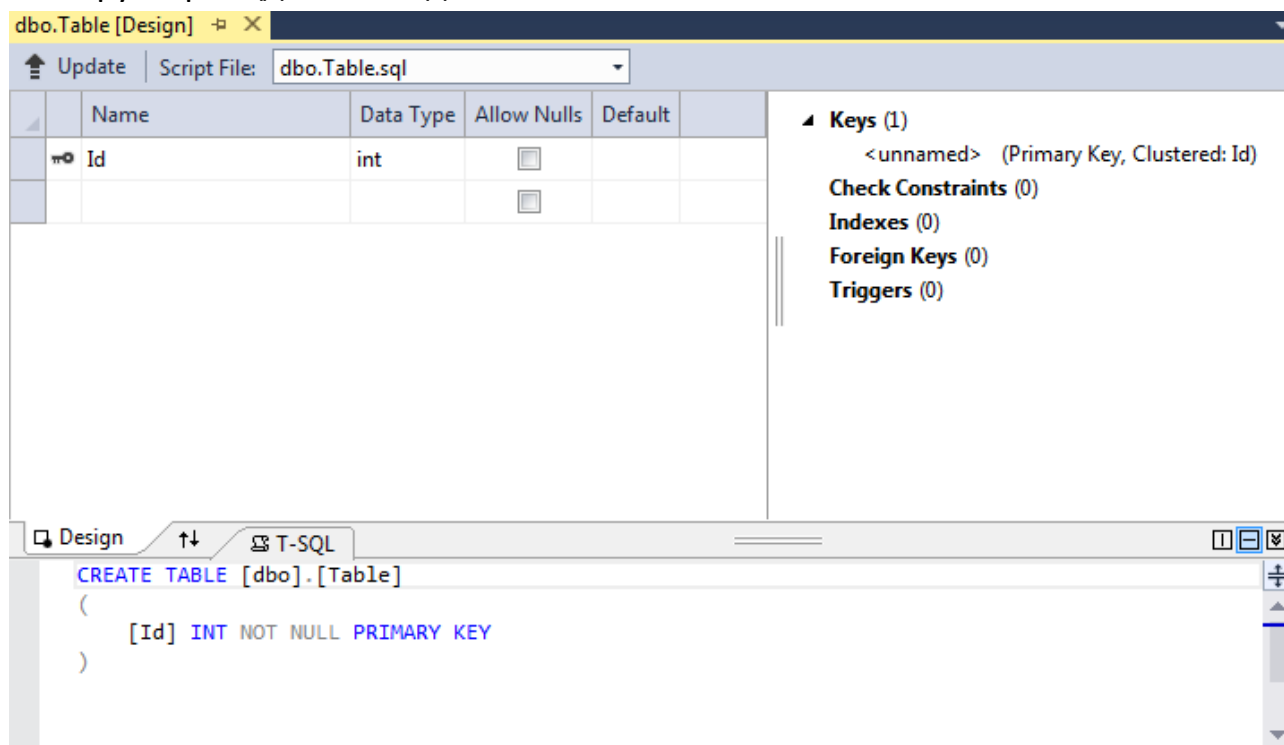 dbo.Table [Design]
Update Script File: dbo.Table.sql
Name Data Type Allow Nulls Default
Id int
Keys (1)
<unnamed> (Primary Key, Clustered: Id)
Check Constraints (0)
Indexes (0)
Foreign Keys (0)
Triggers (0)
Design T-SQL
CREATE TABLE [dbo].[Table]
(
[Id] INT NOT NULL PRIMARY KEY
)